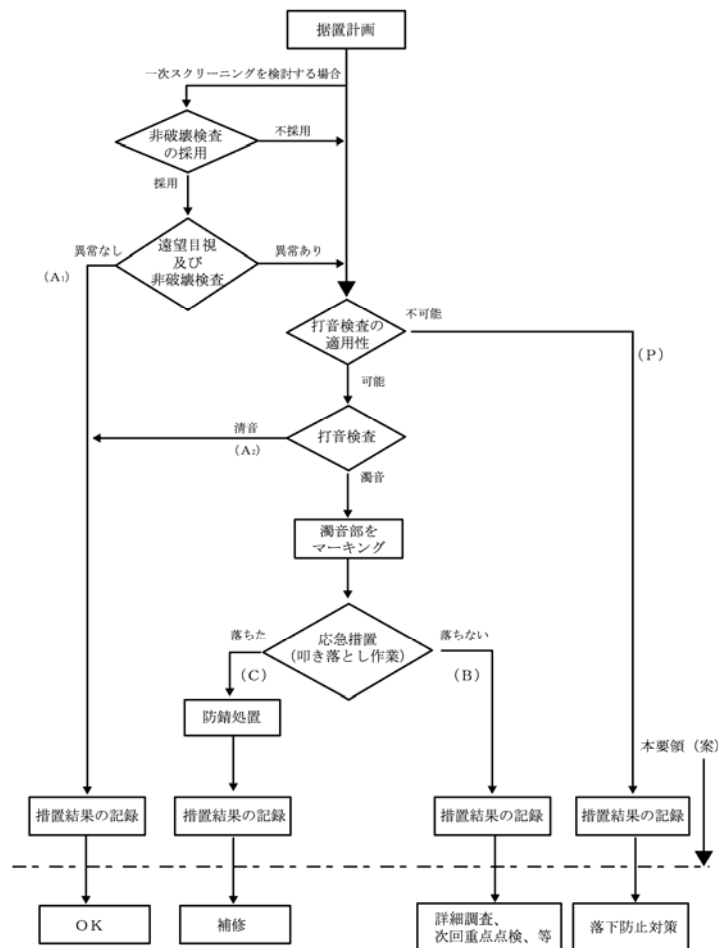 据置計画
一次スクリーニングを検討する場合
非破壊検査
の採用
不採用
採用
遠望目視
及び
非破壊検査
異常なし
(A₁)
異常あり
打音検査の
適用性
不可能
(P)
可能
打音検査
清音
(A₂)
濁音
濁音部を
マーキング
応急措置
(叩き落とし作業)
落ちた
(C)
落ちない
(B)
防錆処置
本要領(案)
措置結果の記録
措置結果の記録
措置結果の記録
措置結果の記録
OK
補修
詳細調査、
次回重点点検、等
落下防止対策